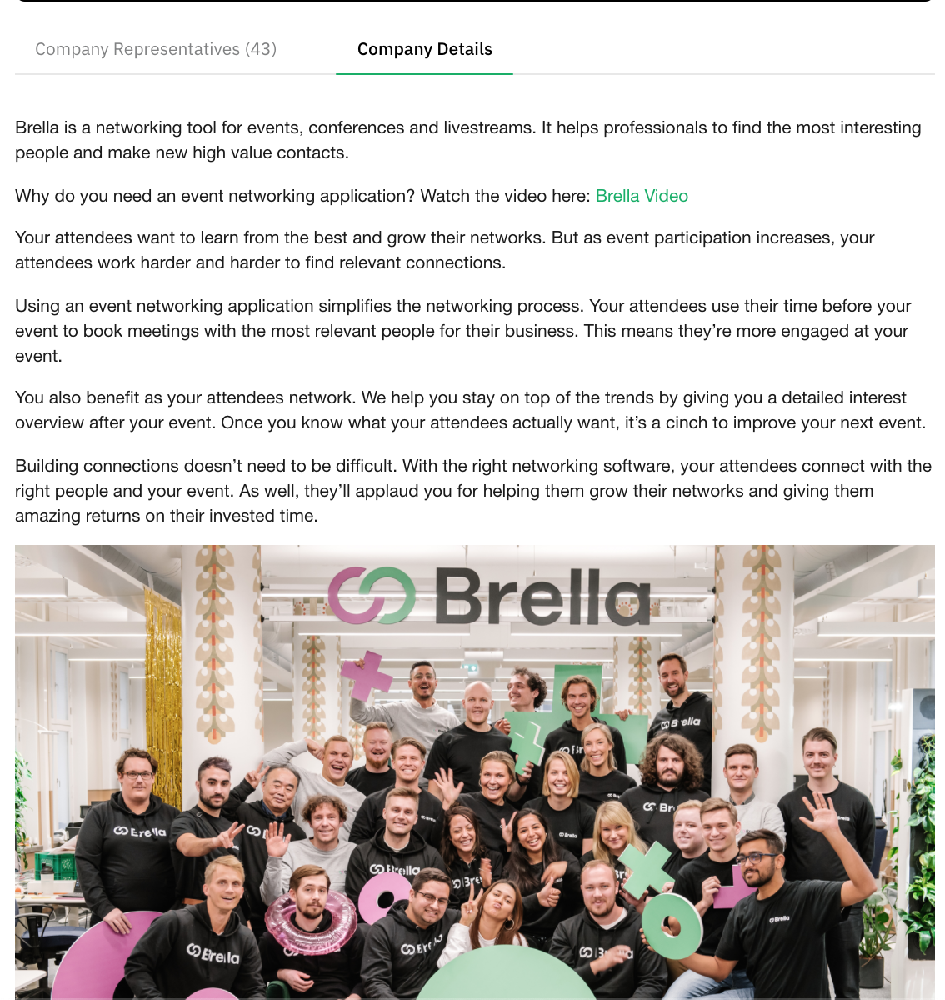 Company Representatives (43)
Company Details
Brella is a networking tool for events, conferences and livestreams. It helps professionals to find the most interesting
people and make new high value contacts.
Why do you need an event networking application? Watch the video here: Brella Video
Your attendees want to learn from the best and grow their networks. But as event participation increases, your
attendees work harder and harder to find relevant connections.
Using an event networking application simplifies the networking process. Your attendees use their time before your
event to book meetings with the most relevant people for their business. This means they’re more engaged at your
event.
You also benefit as your attendees network. We help you stay on top of the trends by giving you a detailed interest
overview after your event. Once you know what your attendees actually want, it’s a cinch to improve your next event.
Building connections doesn’t need to be difficult. With the right networking software, your attendees connect with the
right people and your event. As well, they’ll applaud you for helping them grow their networks and giving them
amazing returns on their invested time.
Brella
Brella
Brella
Brella
Brella
Brella
Brella
Brella